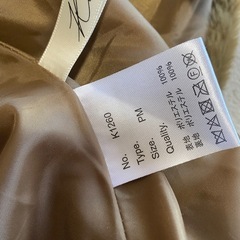 No. K1260
Type.
Size. PM
Quality.
表地 ポリエステル 100%
裏地 ポリエステル 100%